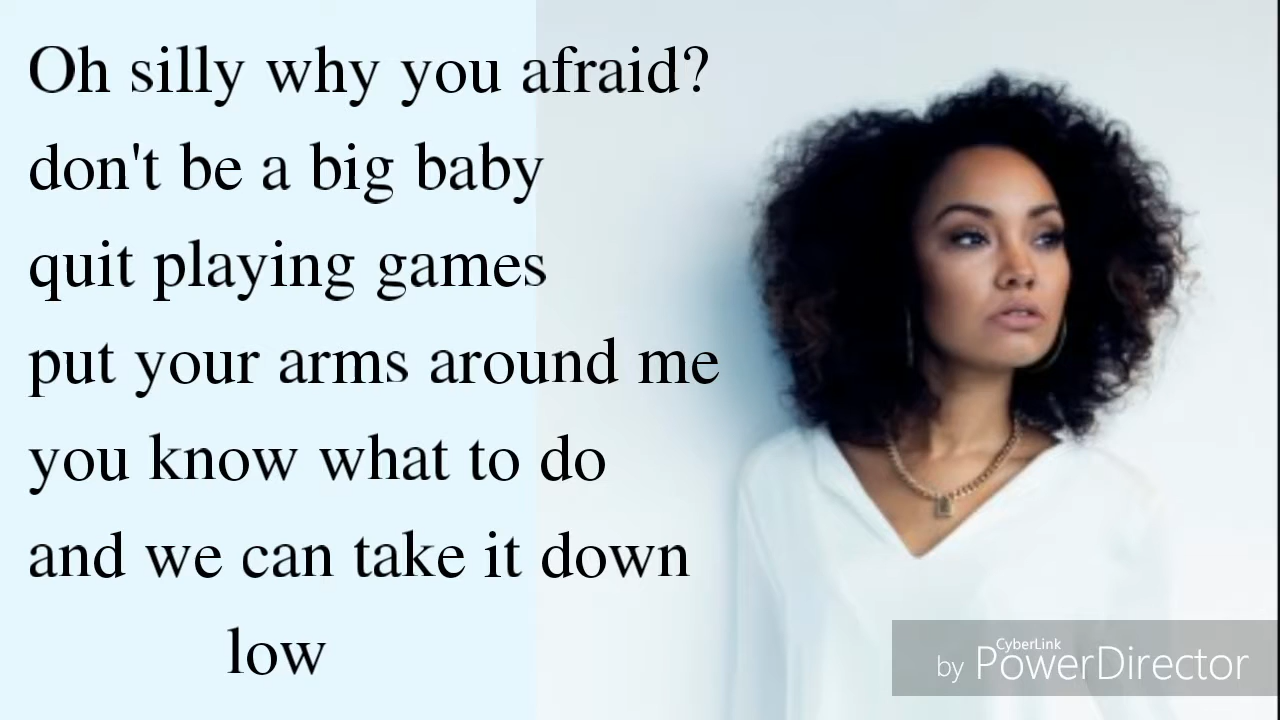 Oh silly why you afraid?
don't be a big baby
quit playing games
put your arms around me
you know what to do
and we can take it down
low
CyberLink
by PowerDirector